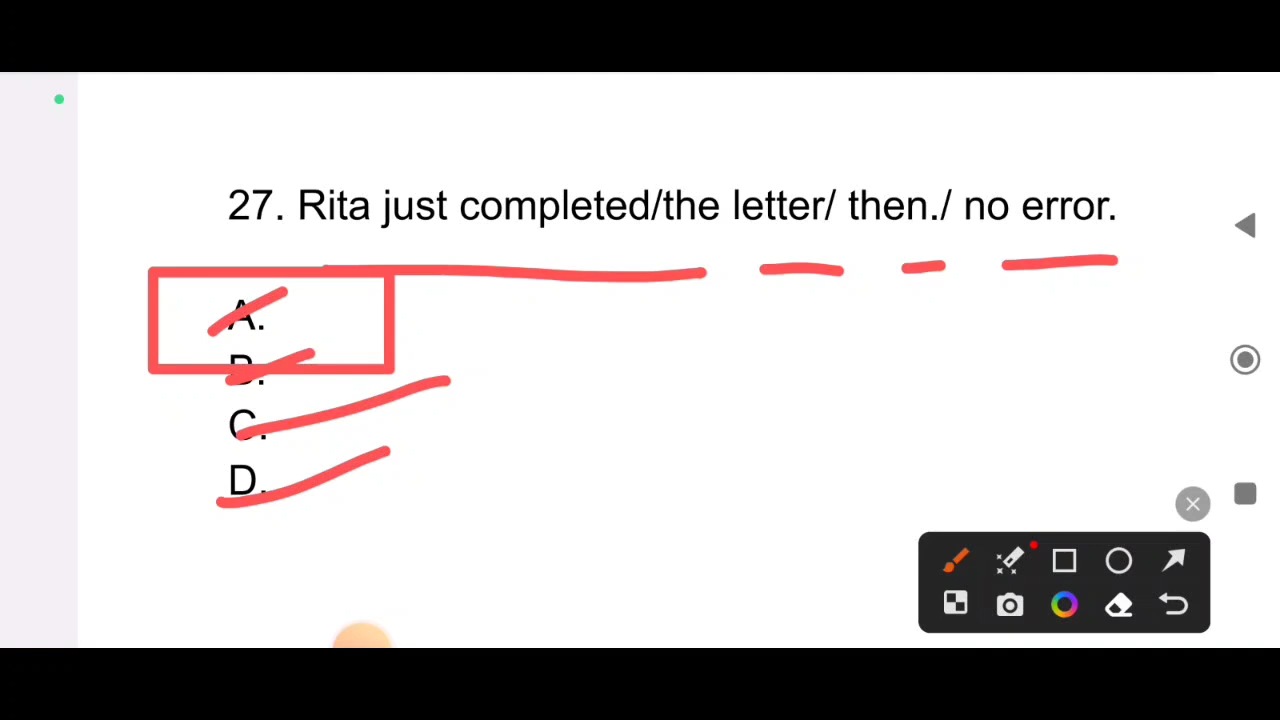 27. Rita just completed/the letter/ then./ no error.
A.
B.
C.
D.